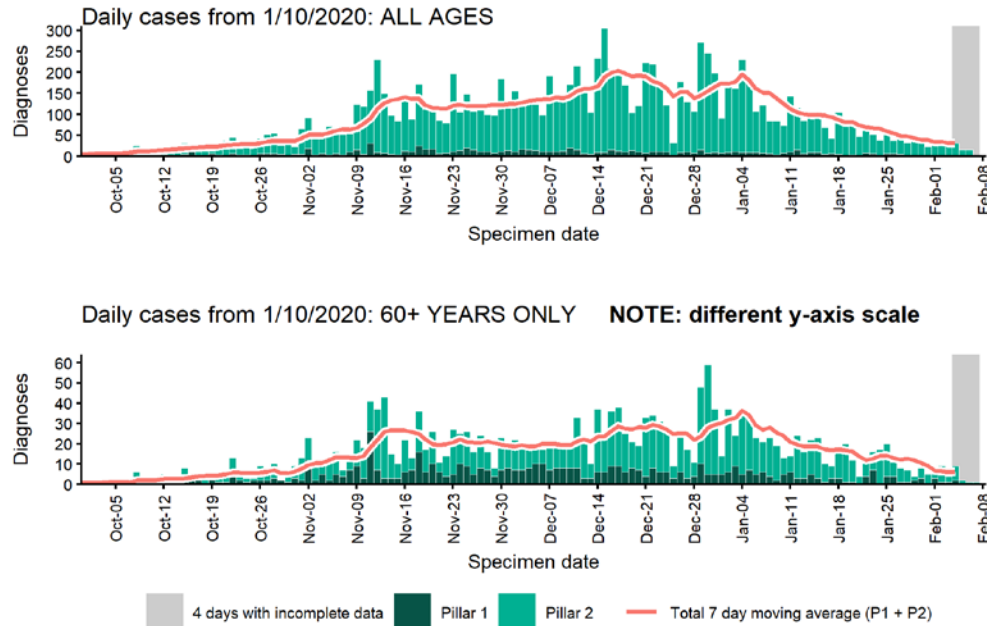 Daily cases from 1/10/2020: ALL AGES
300
250
200
150
100
50
0
Diagnoses
Oct-05
Oct-12
Oct-19
Oct-26
Nov-02
Nov-09
Nov-16
Nov-23
Nov-30
Dec-07
Dec-14
Dec-21
Dec-28
Jan-04
Jan-11
Jan-18
Jan-25
Feb-01
Feb-08
Specimen date
Daily cases from 1/10/2020: 60+ YEARS ONLY NOTE: different y-axis scale
60
50
40
30
20
10
0
Diagnoses
Oct-05
Oct-12
Oct-19
Oct-26
Nov-02
Nov-09
Nov-16
Nov-23
Nov-30
Dec-07
Dec-14
Dec-21
Dec-28
Jan-04
Jan-11
Jan-18
Jan-25
Feb-01
Feb-08
Specimen date
4 days with incomplete data Pillar 1 Pillar 2 Total 7 day moving average (P1 + P2)